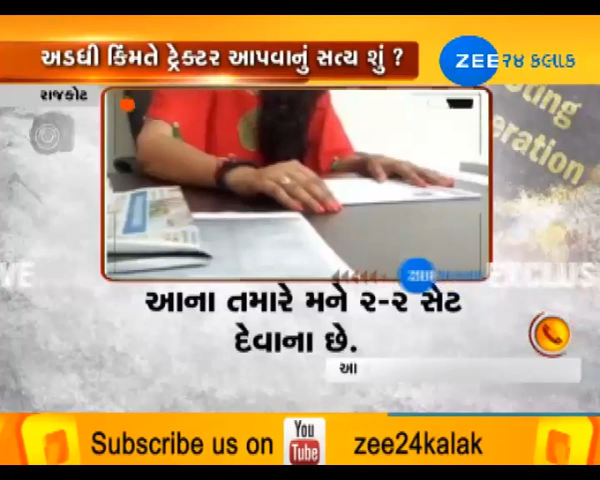 અડધી કિંમતે ટ્રેક્ટર આપવાનું સત્ય શું ?
ZEE ૨૪ કલાક
રાજકોટ
ZEE
આના તમારે મને ૨-૨ સેટ
દેવાના છે.
આ
Subscribe us on You Tube zee24kalak